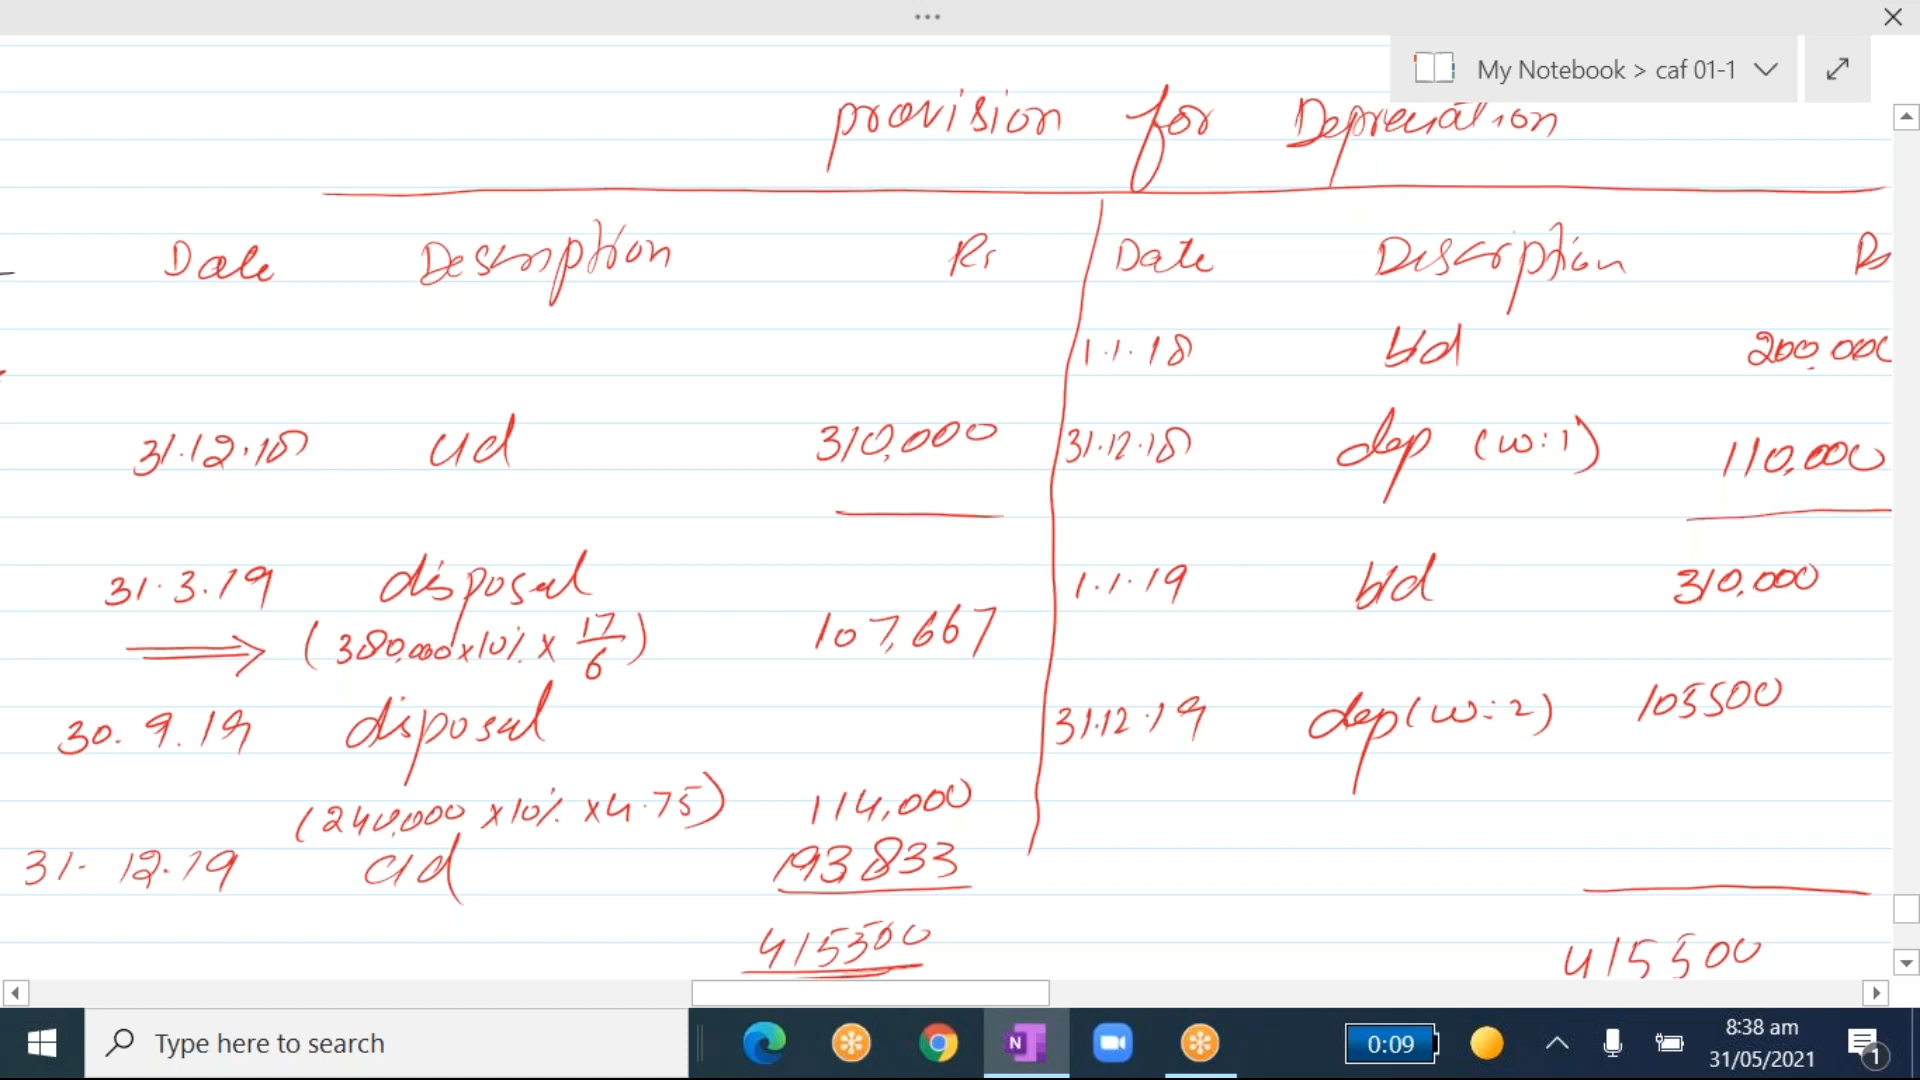 ...
My Notebook > caf 01-1
provision for Depreciation
Date Description Rs Date Description Rs
1.1.18 b/d 200,000
31.12.18 c/d 310,000 31.12.18 dep (w:1) 110,000
31.3.19 disposal 1.1.19 b/d 310,000
(380,000 x 10% x 17/6) 107,667
30.9.19 disposal 31.12.19 dep (w:2) 105500
(240,000 x 10% x 4.75) 114,000
31.12.19 c/d 193833
415500 415500
Type here to search
0:09
8:38 am
31/05/2021
1